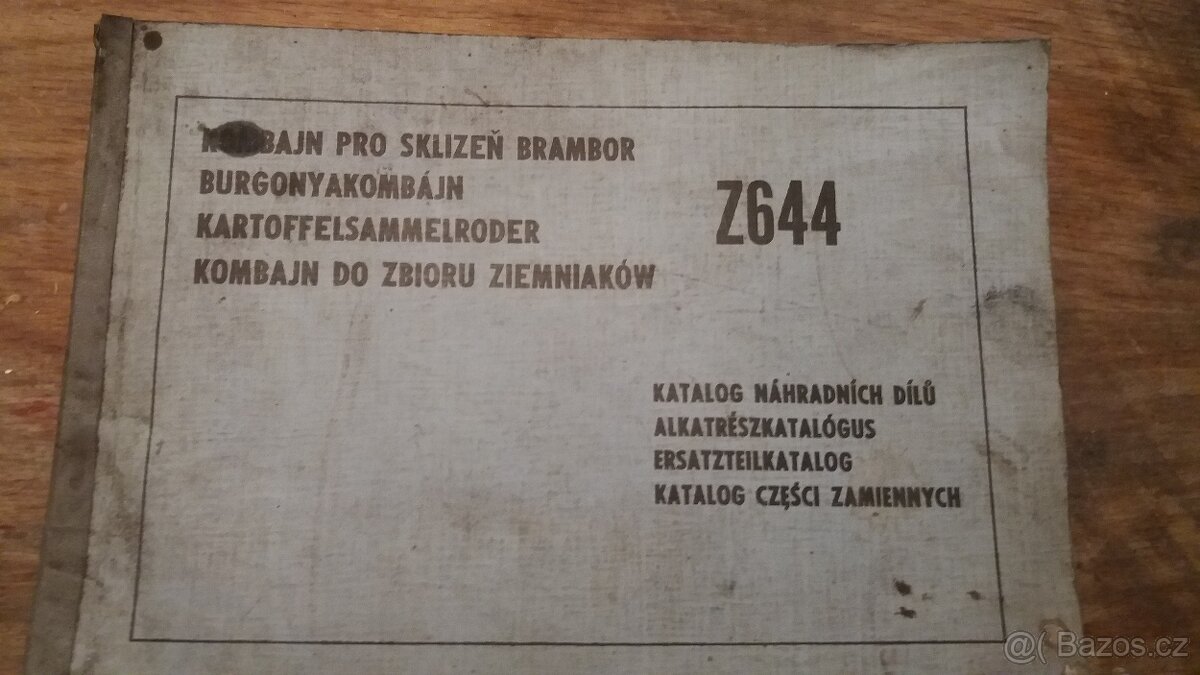 KOMBAJN PRO SKLIZEŇ BRAMBOR
BURGONYAKOMBÁJN
KARTOFFELSAMMELRODER
KOMBAJN DO ZBIORU ZIEMNIAKÓW
Z644
KATALOG NÁHRADNÍCH DÍLŮ
ALKATRÉSZKATALÓGUS
ERSATZTEILKATALOG
KATALOG CZĘŚCI ZAMIENNYCH
@( Bazos.cz